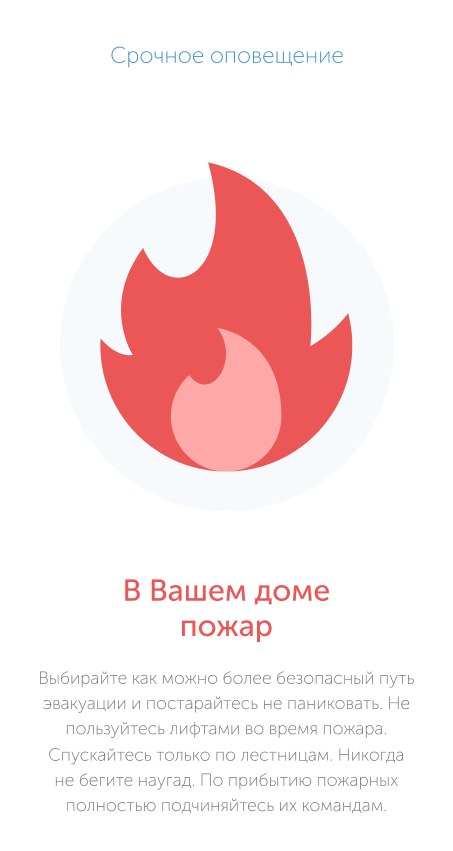 Срочное оповещение
В Вашем доме
пожар
Выбирайте как можно более безопасный путь
эвакуации и постарайтесь не паниковать. Не
пользуйтесь лифтами во время пожара.
Спускайтесь только по лестницам. Никогда
не бегите наугад. По прибытию пожарных
полностью подчиняйтесь их командам.